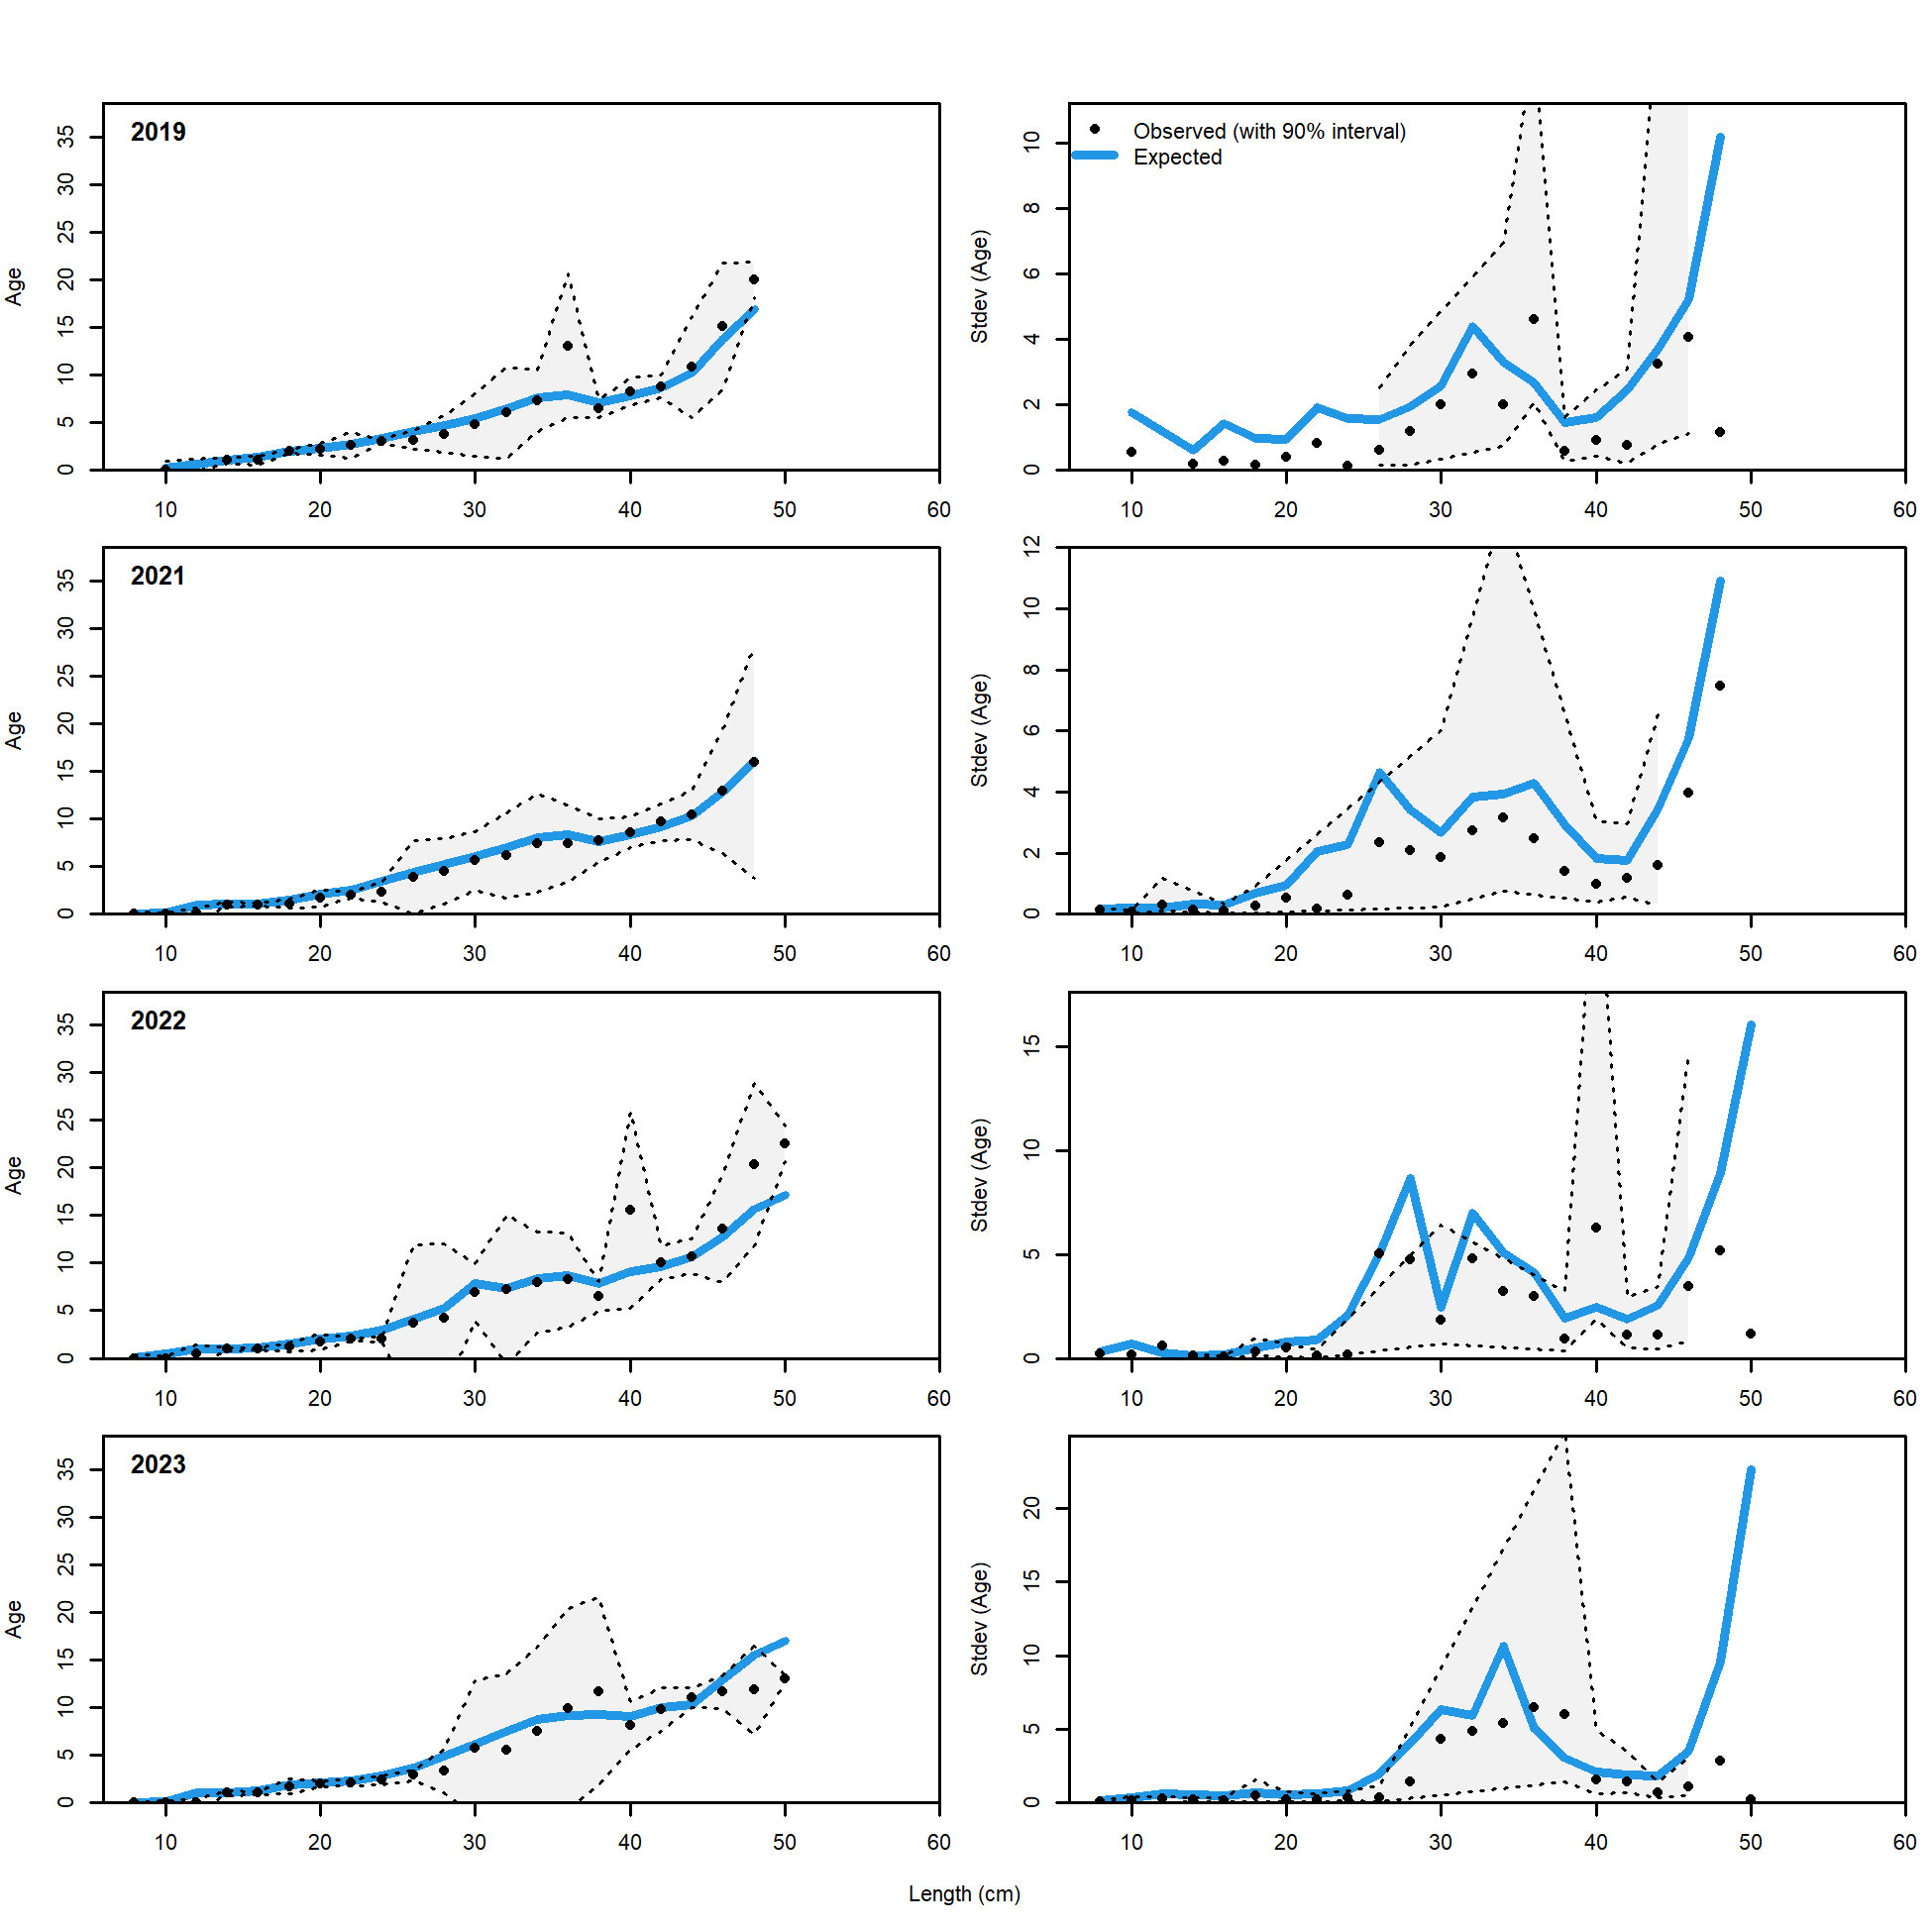 2019
Age
0 5 10 15 20 25 30 35
10 20 30 40 50 60
Observed (with 90% interval)
Expected
Stdev (Age)
0 2 4 6 8 10
10 20 30 40 50 60
2021
Age
0 5 10 15 20 25 30 35
10 20 30 40 50 60
Stdev (Age)
0 2 4 6 8 10 12
10 20 30 40 50 60
2022
Age
0 5 10 15 20 25 30 35
10 20 30 40 50 60
Stdev (Age)
0 5 10 15
10 20 30 40 50 60
2023
Age
0 5 10 15 20 25 30 35
10 20 30 40 50 60
Stdev (Age)
0 5 10 15 20
10 20 30 40 50 60
Length (cm)